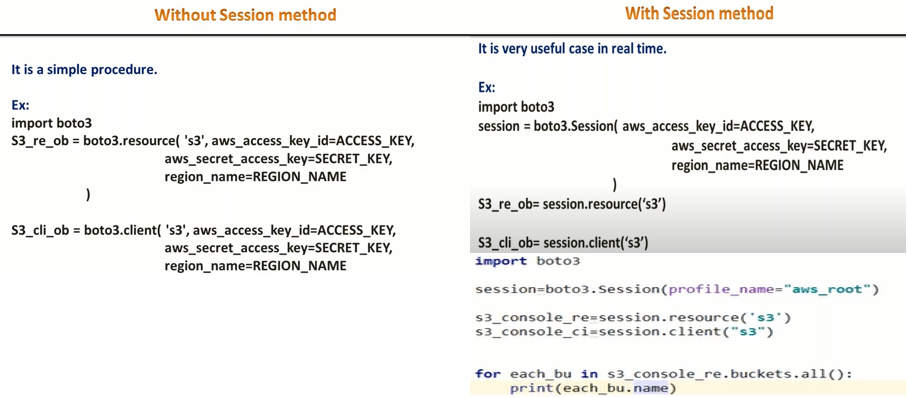 Without Session method
It is a simple procedure.
Ex:
import boto3
S3_re_ob = boto3.resource( 's3', aws_access_key_id=ACCESS_KEY,
aws_secret_access_key=SECRET_KEY,
region_name=REGION_NAME
)
S3_cli_ob = boto3.client( 's3', aws_access_key_id=ACCESS_KEY,
aws_secret_access_key=SECRET_KEY,
region_name=REGION_NAME
With Session method
It is very useful case in real time.
Ex:
import boto3
session = boto3.Session( aws_access_key_id=ACCESS_KEY,
aws_secret_access_key=SECRET_KEY,
region_name=REGION_NAME
)
S3_re_ob= session.resource(‘s3’)
S3_cli_ob= session.client(‘s3’)
import boto3
session=boto3.Session(profile_name="aws_root")
s3_console_re=session.resource('s3')
s3_console_ci=session.client("s3")
for each_bu in s3_console_re.buckets.all():
print(each_bu.name)